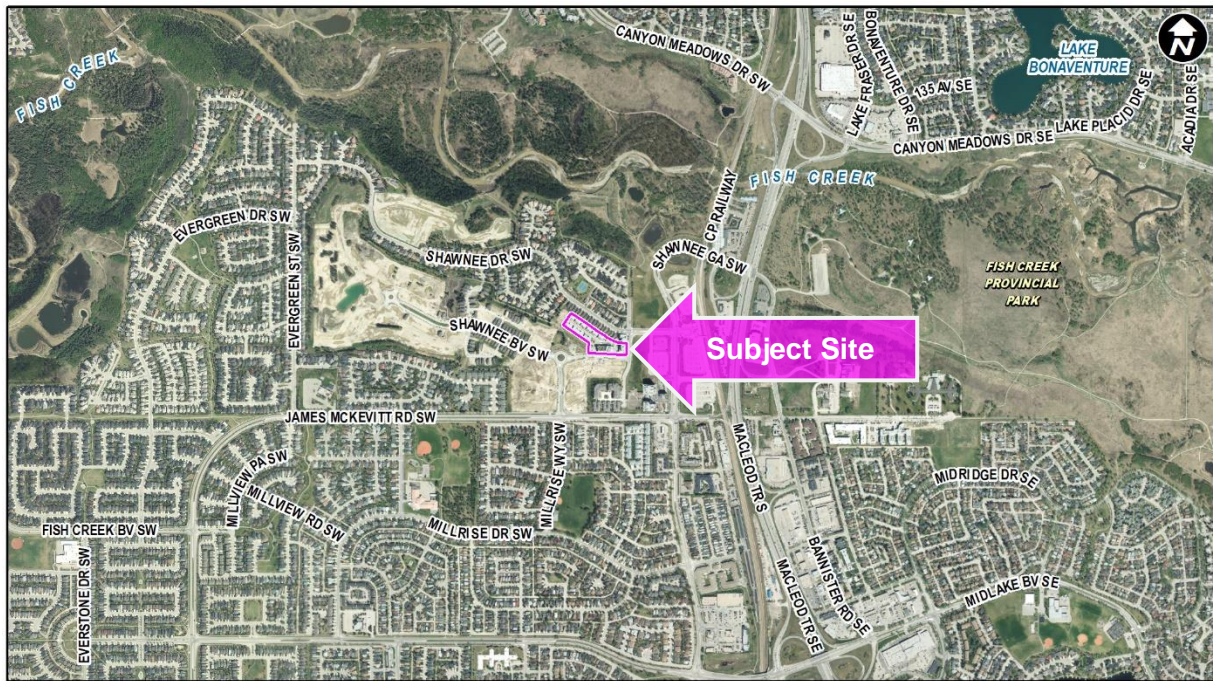 FISH CREEK
CANYON MEADOWS DR SW
LAKE FRASER DR SE
BONAVENTURE DR SE
135 AV SE
LAKE
BONAVENTURE
LAKE PLACID DR SE
ACADIA DR SE
N
CANYON MEADOWS DR SE
FISH CREEK
CP RAILWAY
EVERGREEN DR SW
EVERGREEN ST SW
SHAWNEE DR SW
SHAWNEE GA SW
FISH CREEK
PROVINCIAL
PARK
SHAWNEE BV SW
Subject Site
JAMES MCKEVITT RD SW
MILLVIEW PA SW
MILLVIEW RD SW
MILLRISE WY SW
MILLRISE DR SW
MACLEOD TR S
MIDRIDGE DR SE
FISH CREEK BV SW
EVERSTONE DR SW
BANNISTER RD SE
MACLEOD TR SE
MIDLAKE BV SE